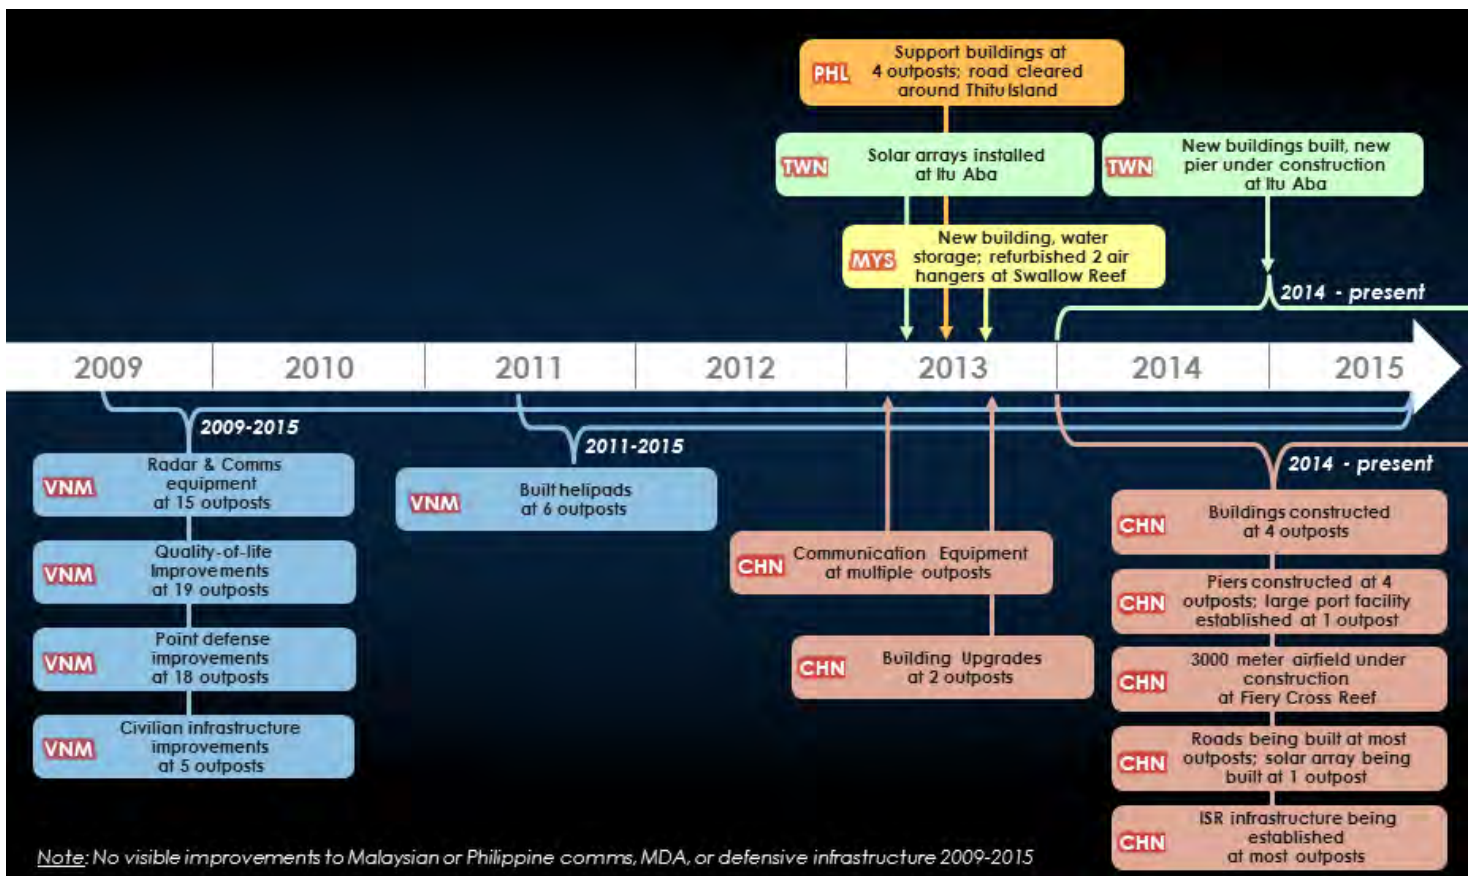 PHL
Support buildings at
4 outposts; road cleared
around Thitu Island
TWN
Solar arrays installed
at Itu Aba
TWN
New buildings built, new
pier under construction
at Itu Aba
MYS
New building, water
storage; refurbished 2 air
hangers at Swallow Reef
2014 - present
2009
2010
2011
2012
2013
2014
2015
2009-2015
2011-2015
2014 - present
VNM
Radar & Comms
equipment
at 15 outposts
VNM
Quality-of-life
Improvements
at 19 outposts
VNM
Point defense
improvements
at 18 outposts
VNM
Civilian infrastructure
improvements
at 5 outposts
VNM
Built helipads
at 6 outposts
CHN
Communication Equipment
at multiple outposts
CHN
Building Upgrades
at 2 outposts
CHN
Buildings constructed
at 4 outposts
CHN
Piers constructed at 4
outposts; large port facility
established at 1 outpost
CHN
3000 meter airfield under
construction
at Fiery Cross Reef
CHN
Roads being built at most
outposts; solar array being
built at 1 outpost
CHN
ISR infrastructure being
established
at most outposts
Note: No visible improvements to Malaysian or Philippine comms, MDA, or defensive infrastructure 2009-2015